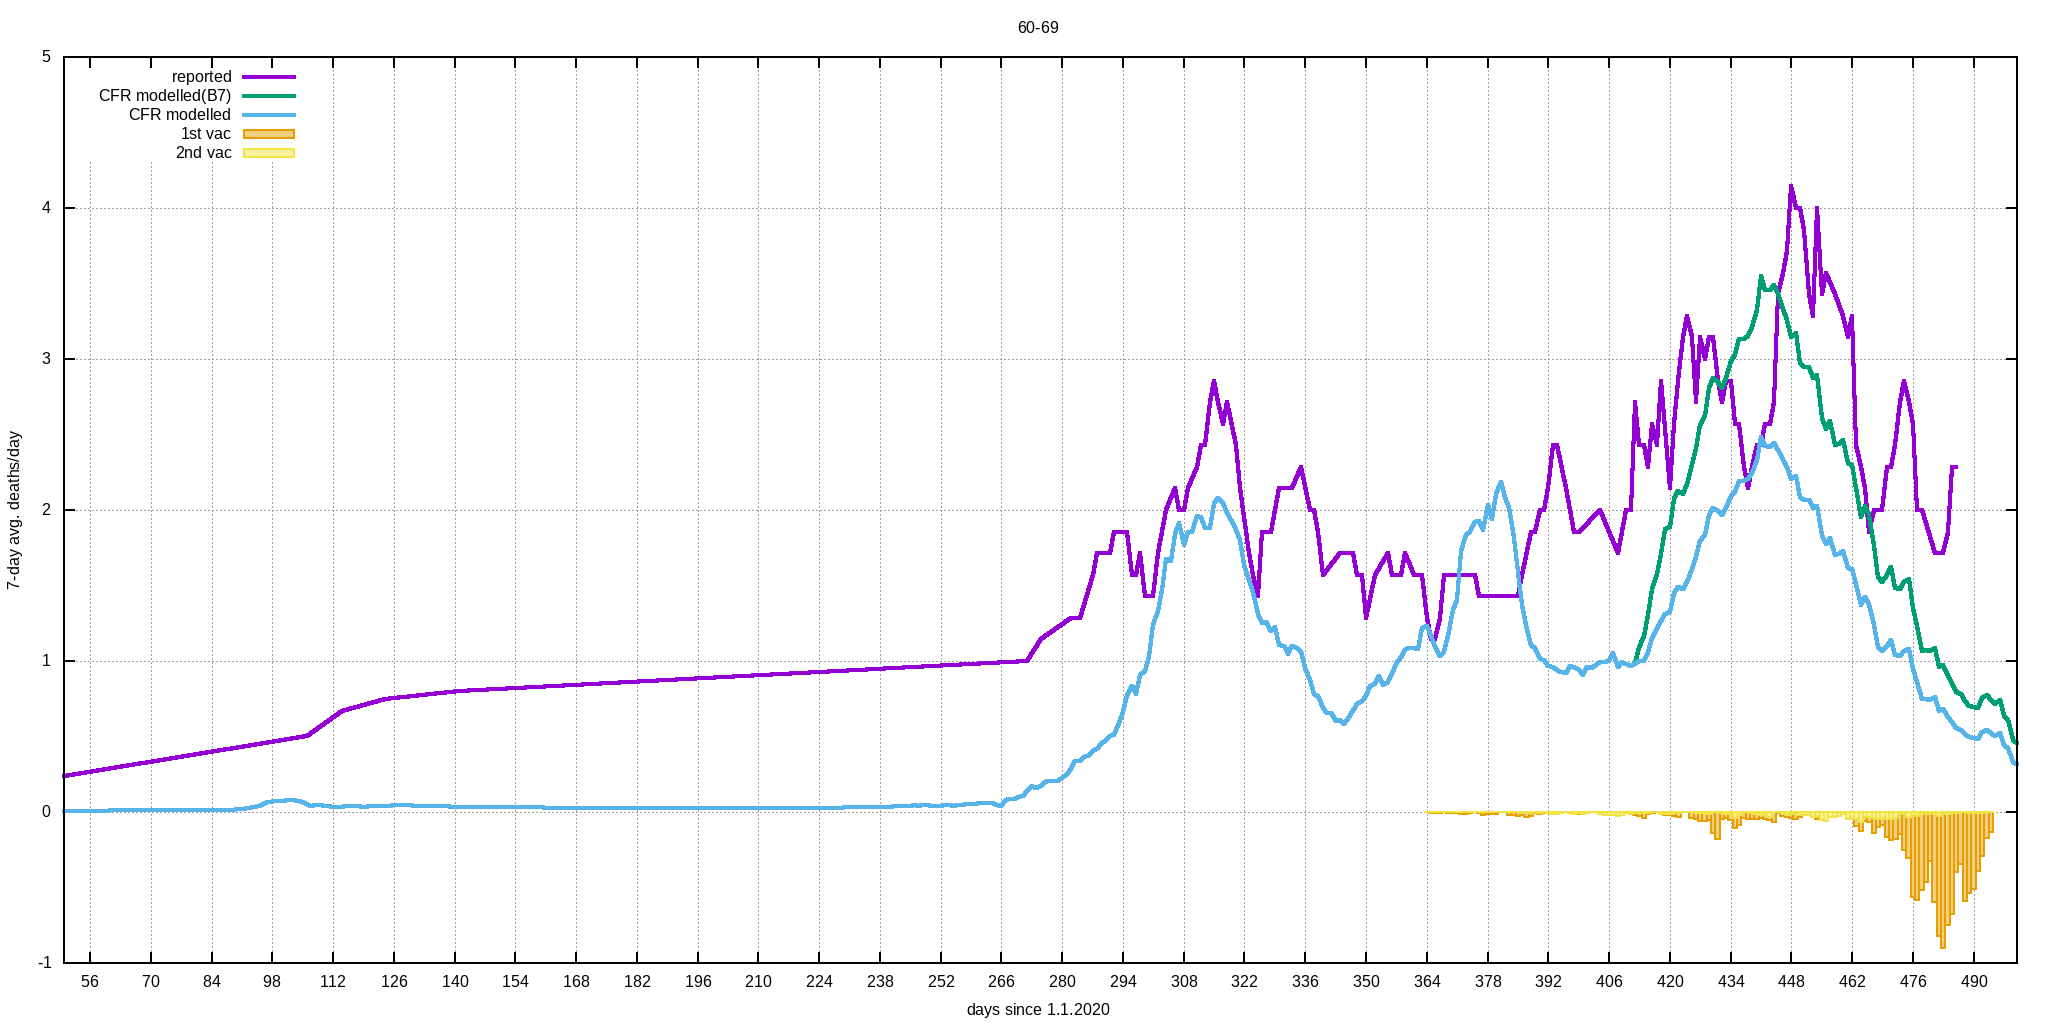 60-69
5
4
3
2
1
0
-1
7-day avg. deaths/day
reported
CFR modelled(B7)
CFR modelled
1st vac
2nd vac
56 70 84 98 112 126 140 154 168 182 196 210 224 238 252 266 280 294 308 322 336 350 364 378 392 406 420 434 448 462 476 490
days since 1.1.2020